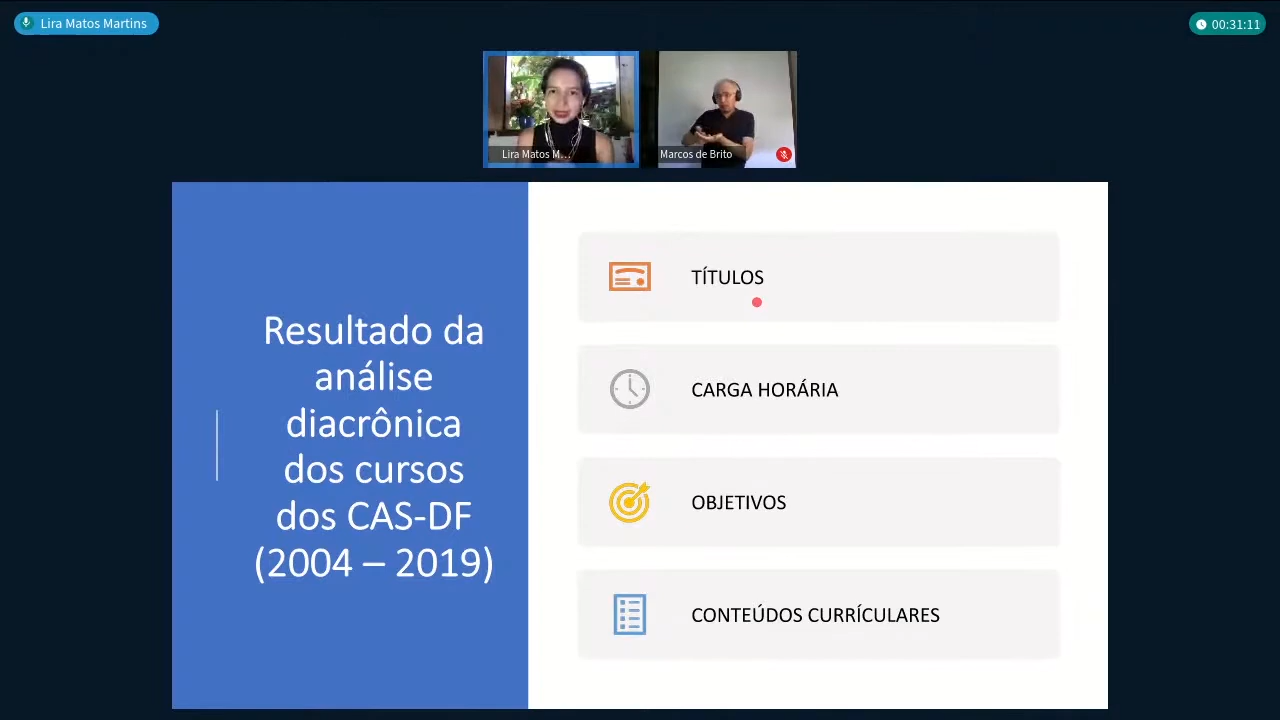 Lira Matos Martins
00:31:11
Lira Matos M...
Marcos de Brito
Resultado da
análise
diacrônica
dos cursos
dos CAS-DF
(2004 – 2019)
TÍTULOS
CARGA HORÁRIA
OBJETIVOS
CONTEÚDOS CURRÍCULARES